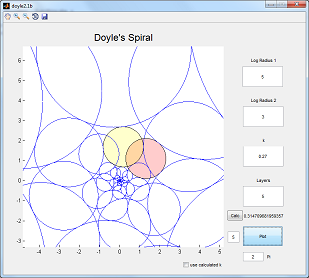 doyle2.1b
Doyle's Spiral
Log Radius 1
5
Log Radius 2
3
k
0.27
Layers
5
Calc
0.314709681959357
5
Plot
2
th
use calculated k
6
5
4
3
2
1
0
-1
-2
-3
-4 -3 -2 -1 0 1 2 3 4 5